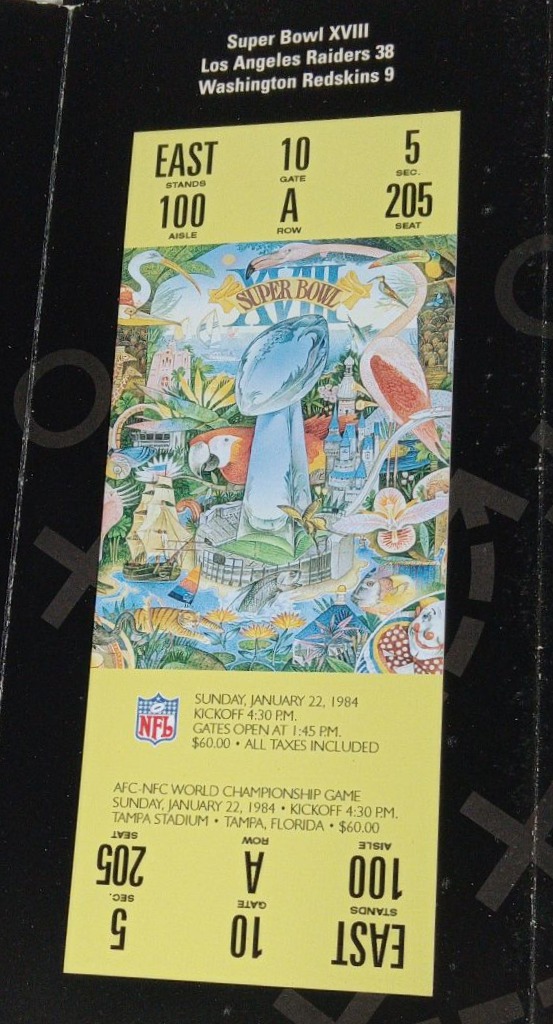 Super Bowl XVIII
Los Angeles Raiders 38
Washington Redskins 9
EAST 10 5
STANDS GATE SEC.
100 A 205
AISLE ROW SEAT
XVIII
SUPER BOWL
NFL
SUNDAY, JANUARY 22, 1984
KICKOFF 4:30 P.M.
GATES OPEN AT 1:45 P.M.
$60.00 • ALL TAXES INCLUDED
AFC-NFC WORLD CHAMPIONSHIP GAME
SUNDAY, JANUARY 22, 1984 • KICKOFF 4:30 P.M.
TAMPA STADIUM • TAMPA, FLORIDA • $60.00
EAST 10 5
STANDS GATE SEC.
100 A 205
AISLE ROW SEAT